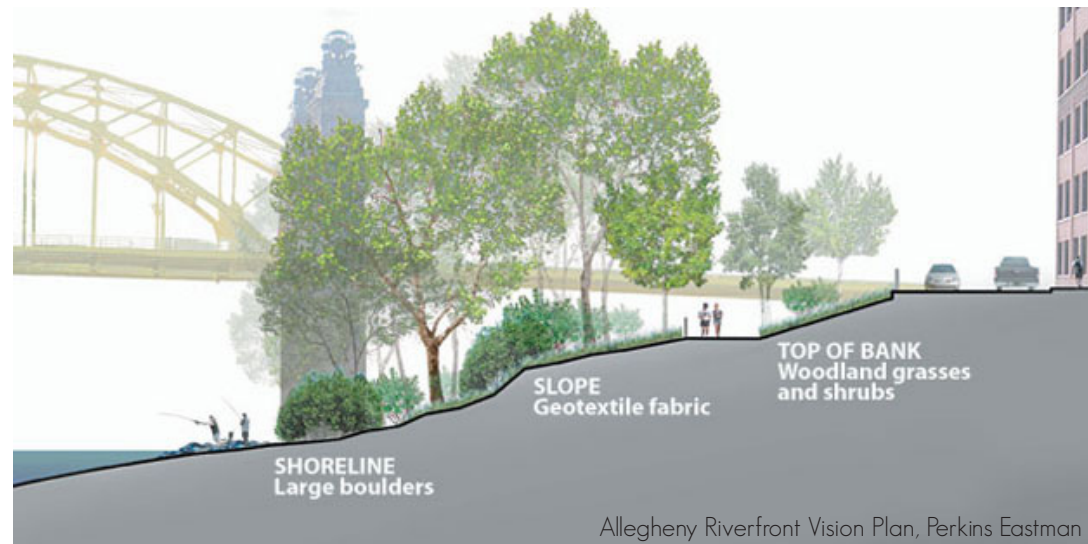 SHORELINE
Large boulders
SLOPE
Geotextile fabric
TOP OF BANK
Woodland grasses
and shrubs
Allegheny Riverfront Vision Plan, Perkins Eastman